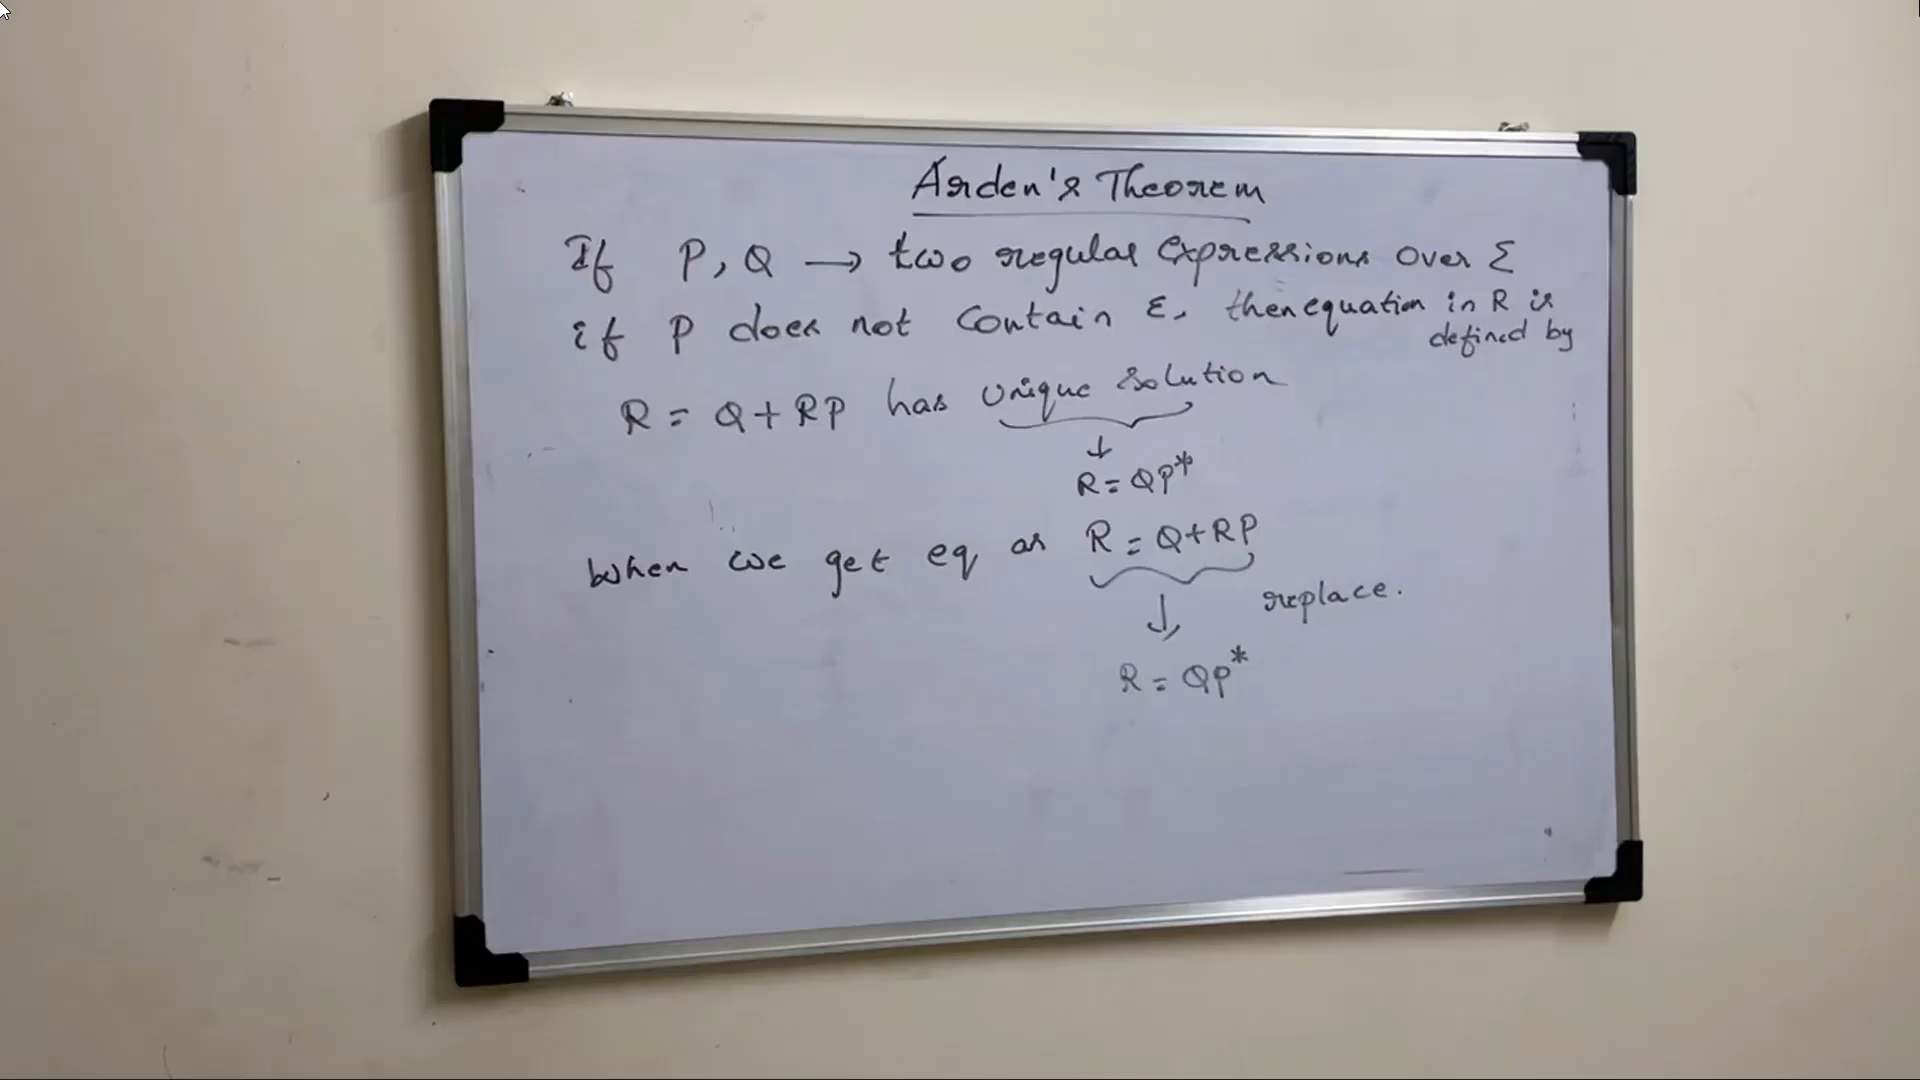 Arden's Theorem
If P, Q → two regular expressions over Σ
if P does not contain ε, then equation in R is
defined by
R = Q + RP has unique solution
↓
R = QP*
When we get eq as R = Q + RP
↓ replace.
R = QP*